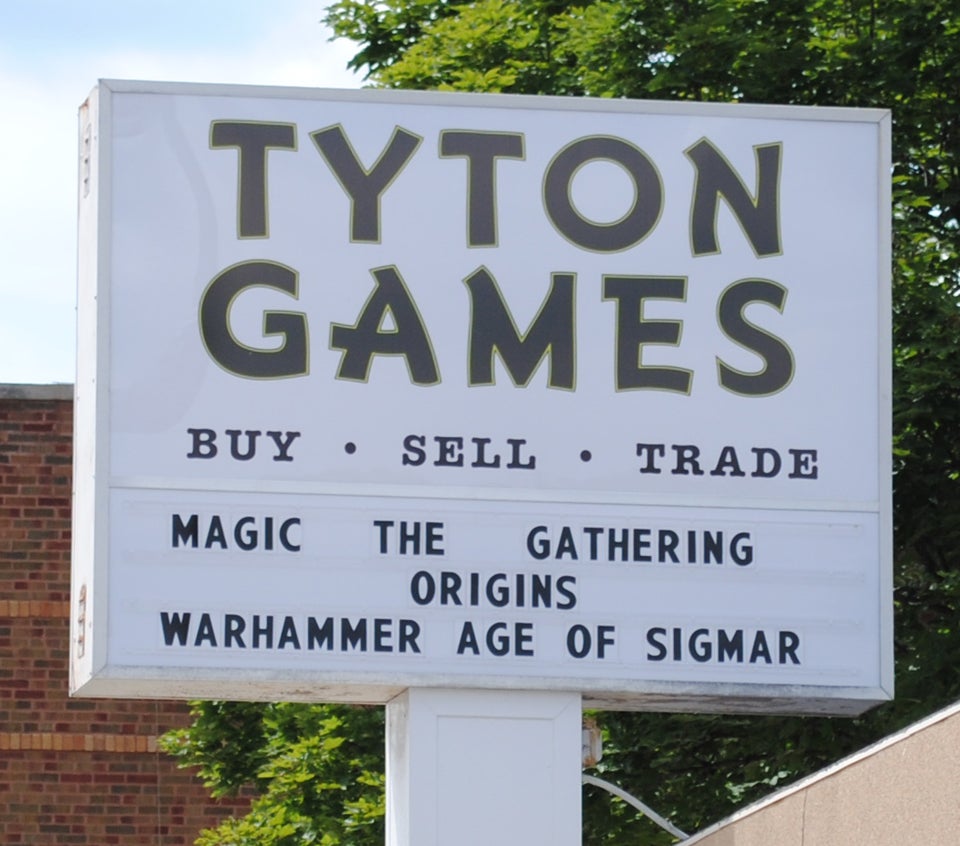 TYTON
GAMES
BUY • SELL • TRADE
MAGIC THE GATHERING
ORIGINS
WARHAMMER AGE OF SIGMAR